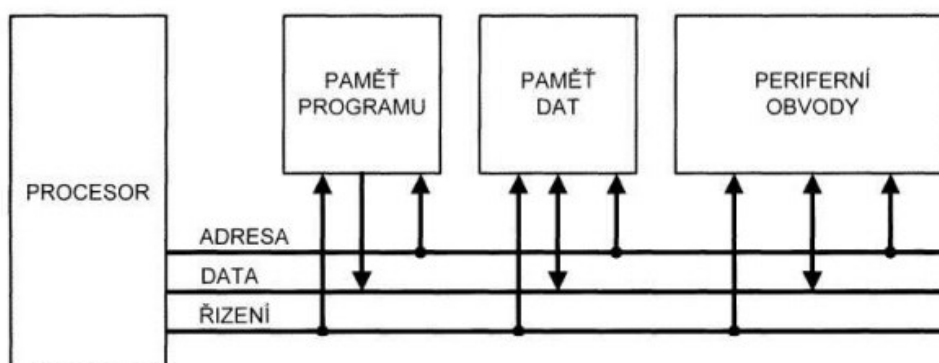 PAMĚŤ
PROGRAMU
PAMĚŤ
DAT
PERIFERNÍ
OBVODY
PROCESOR
ADRESA
DATA
ŘIZENÍ